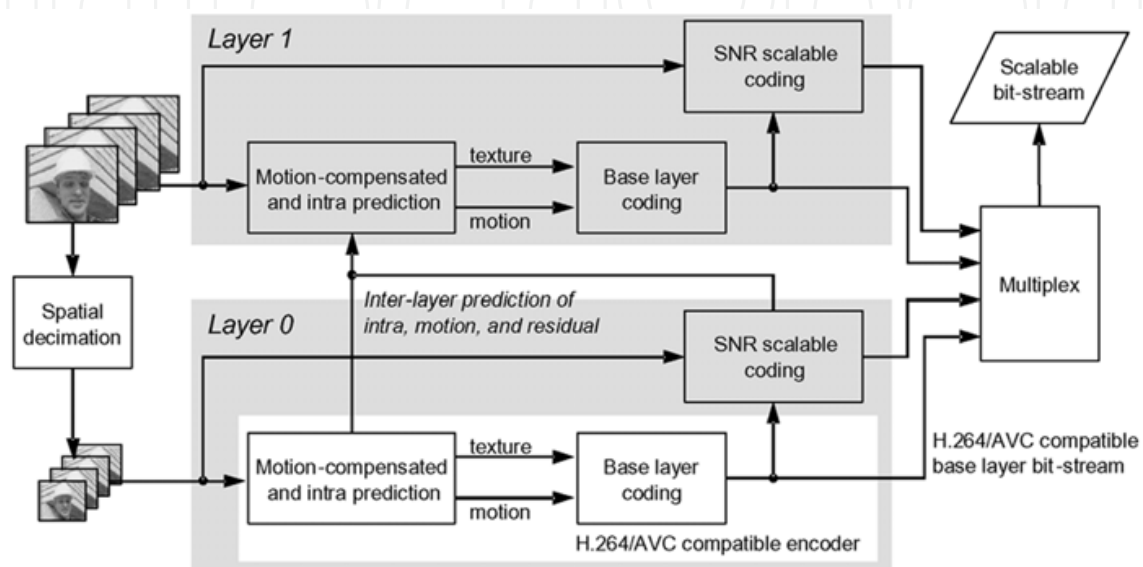 Layer 1
SNR scalable
coding
Scalable
bit-stream
Motion-compensated
and intra prediction
texture
motion
Base layer
coding
Multiplex
Spatial
decimation
Inter-layer prediction of
intra, motion, and residual
Layer 0
SNR scalable
coding
Motion-compensated
and intra prediction
texture
motion
Base layer
coding
H.264/AVC compatible
base layer bit-stream
H.264/AVC compatible encoder